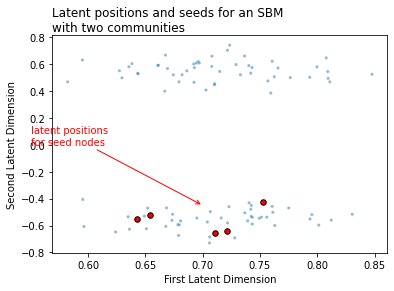 Latent positions and seeds for an SBM
with two communities
0.8
0.6
0.4
0.2
0.0
−0.2
−0.4
−0.6
−0.8
Second Latent Dimension
latent positions
for seed nodes
0.60
0.65
0.70
0.75
0.80
0.85
First Latent Dimension